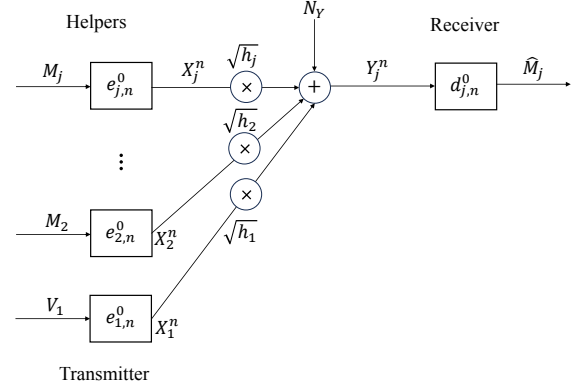 Helpers
N_Y
Receiver
M_j
e^0_{j,n}
X^n_j
√h_j
×
+
Y^n_j
d^0_{j,n}
M̂_j
⋮
√h_2
×
×
M_2
e^0_{2,n}
X^n_2
√h_1
V_1
e^0_{1,n}
X^n_1
Transmitter